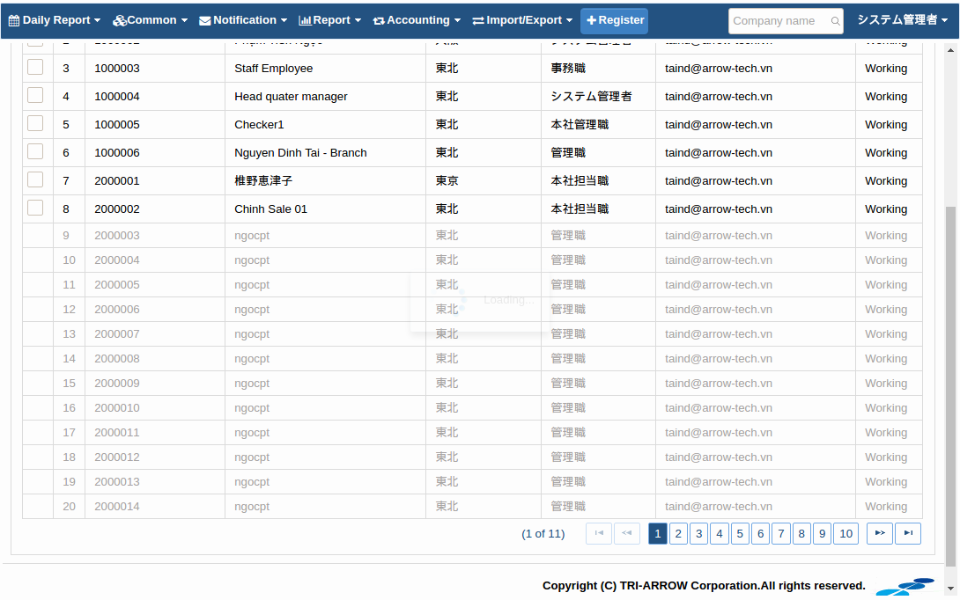 Daily Report Common Notification Report Accounting Import/Export Register Company name システム管理者
3 1000003 Staff Employee 東北 事務職 taind@arrow-tech.vn Working
4 1000004 Head quater manager 東北 システム管理者 taind@arrow-tech.vn Working
5 1000005 Checker1 東北 本社管理職 taind@arrow-tech.vn Working
6 1000006 Nguyen Dinh Tai - Branch 東北 管理職 taind@arrow-tech.vn Working
7 2000001 椎野恵津子 東京 本社担当職 taind@arrow-tech.vn Working
8 2000002 Chinh Sale 01 東北 本社担当職 taind@arrow-tech.vn Working
9 2000003 ngocpt 東北 管理職 taind@arrow-tech.vn Working
10 2000004 ngocpt 東北 管理職 taind@arrow-tech.vn Working
11 2000005 ngocpt 東北 管理職 taind@arrow-tech.vn Working
Loading...
12 2000006 ngocpt 東北 管理職 taind@arrow-tech.vn Working
13 2000007 ngocpt 東北 管理職 taind@arrow-tech.vn Working
14 2000008 ngocpt 東北 管理職 taind@arrow-tech.vn Working
15 2000009 ngocpt 東北 管理職 taind@arrow-tech.vn Working
16 2000010 ngocpt 東北 管理職 taind@arrow-tech.vn Working
17 2000011 ngocpt 東北 管理職 taind@arrow-tech.vn Working
18 2000012 ngocpt 東北 管理職 taind@arrow-tech.vn Working
19 2000013 ngocpt 東北 管理職 taind@arrow-tech.vn Working
20 2000014 ngocpt 東北 管理職 taind@arrow-tech.vn Working
(1 of 11) 1 2 3 4 5 6 7 8 9 10
Copyright (C) TRI-ARROW Corporation.All rights reserved.